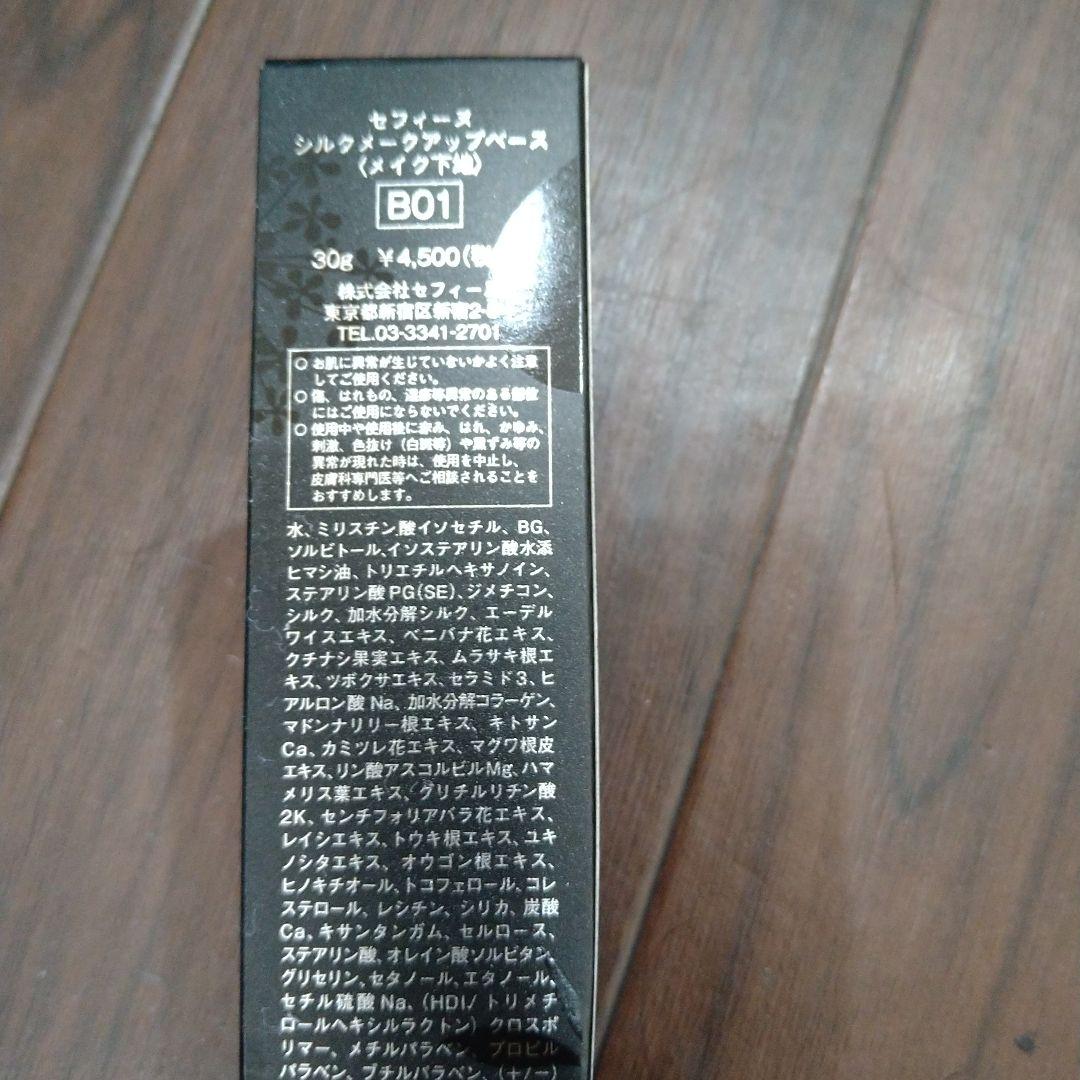 セフィーヌ
シルクメークアップベース
(メイク下地)
B01
30g ¥4,500(税
株式会社セフィー
東京都新宿区新宿2-
TEL.03-3341-2701
○ お肌に異常が生じていないかよく注意
してご使用ください。
○ 傷、はれもの、湿疹等異常のある部位
にはご使用にならないでください。
○ 使用中や使用後に赤み、はれ、かゆみ、
刺激、色抜け(白斑等)や黒ずみ等の
異常が現れた時は、使用を中止し、
皮膚科専門医等へご相談されることを
おすすめします。
水、ミリスチン酸イソセチル、BG、
ソルビトール、イソステアリン酸水添
ヒマシ油、トリエチルヘキサノイン、
ステアリン酸PG(SE)、ジメチコン、
シルク、加水分解シルク、エーデル
ワイスエキス、ベニバナ花エキス、
クチナシ果実エキス、ムラサキ根エ
キス、ツボクサエキス、セラミド3、ヒ
アルロン酸Na、加水分解コラーゲン、
マドンナリリー根エキス、キトサン
Ca、カミツレ花エキス、マグワ根皮
エキス、リン酸アスコルビルMg、ハマ
メリス葉エキス、グリチルリチン酸
2K、センチフォリアバラ花エキス、
レイシエキス、トウキ根エキス、ユキ
ノシタエキス、オウゴン根エキス、
ヒノキチオール、トコフェロール、コレ
ステロール、レシチン、シリカ、炭酸
Ca、キサンタンガム、セルロース、
ステアリン酸、オレイン酸ソルビタン、
グリセリン、セタノール、エタノール、
セチル硫酸Na、(HDI/トリメチ
ロールヘキシルラクトン)クロスポ
リマー、メチルパラベン、プロピル
パラベン、ブチルパラベン、(+/-)